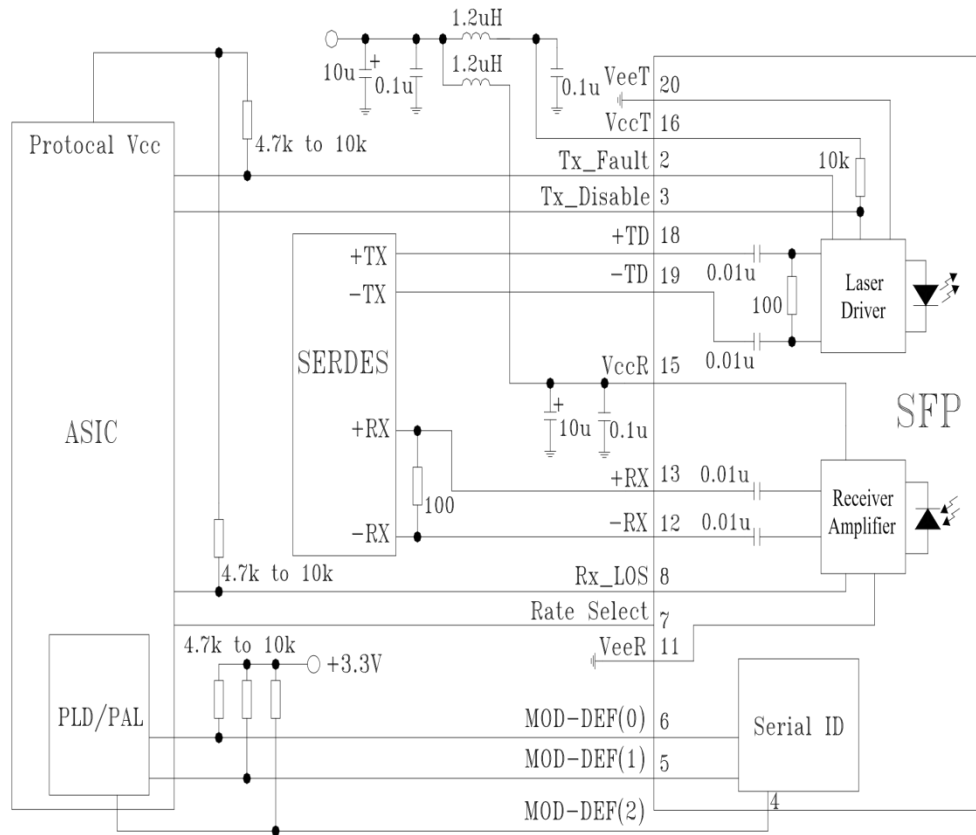 1.2uH
1.2uH
10u
+
0.1u
0.1u
VeeT
20
VccT
16
Protocal Vcc
4.7k to 10k
10k
Tx_Fault
2
Tx_Disable
3
+TD
18
+TX
0.01u
-TD
19
-TX
100
Laser
Driver
0.01u
SERDES
VccR
15
SFP
+
10u
0.1u
ASIC
+RX
+RX
13
0.01u
100
Receiver
Amplifier
-RX
12
0.01u
-RX
4.7k to 10k
Rx_LOS
8
Rate Select
7
4.7k to 10k
VeeR
11
+3.3V
PLD/PAL
MOD-DEF(0)
6
Serial ID
MOD-DEF(1)
5
MOD-DEF(2)
4